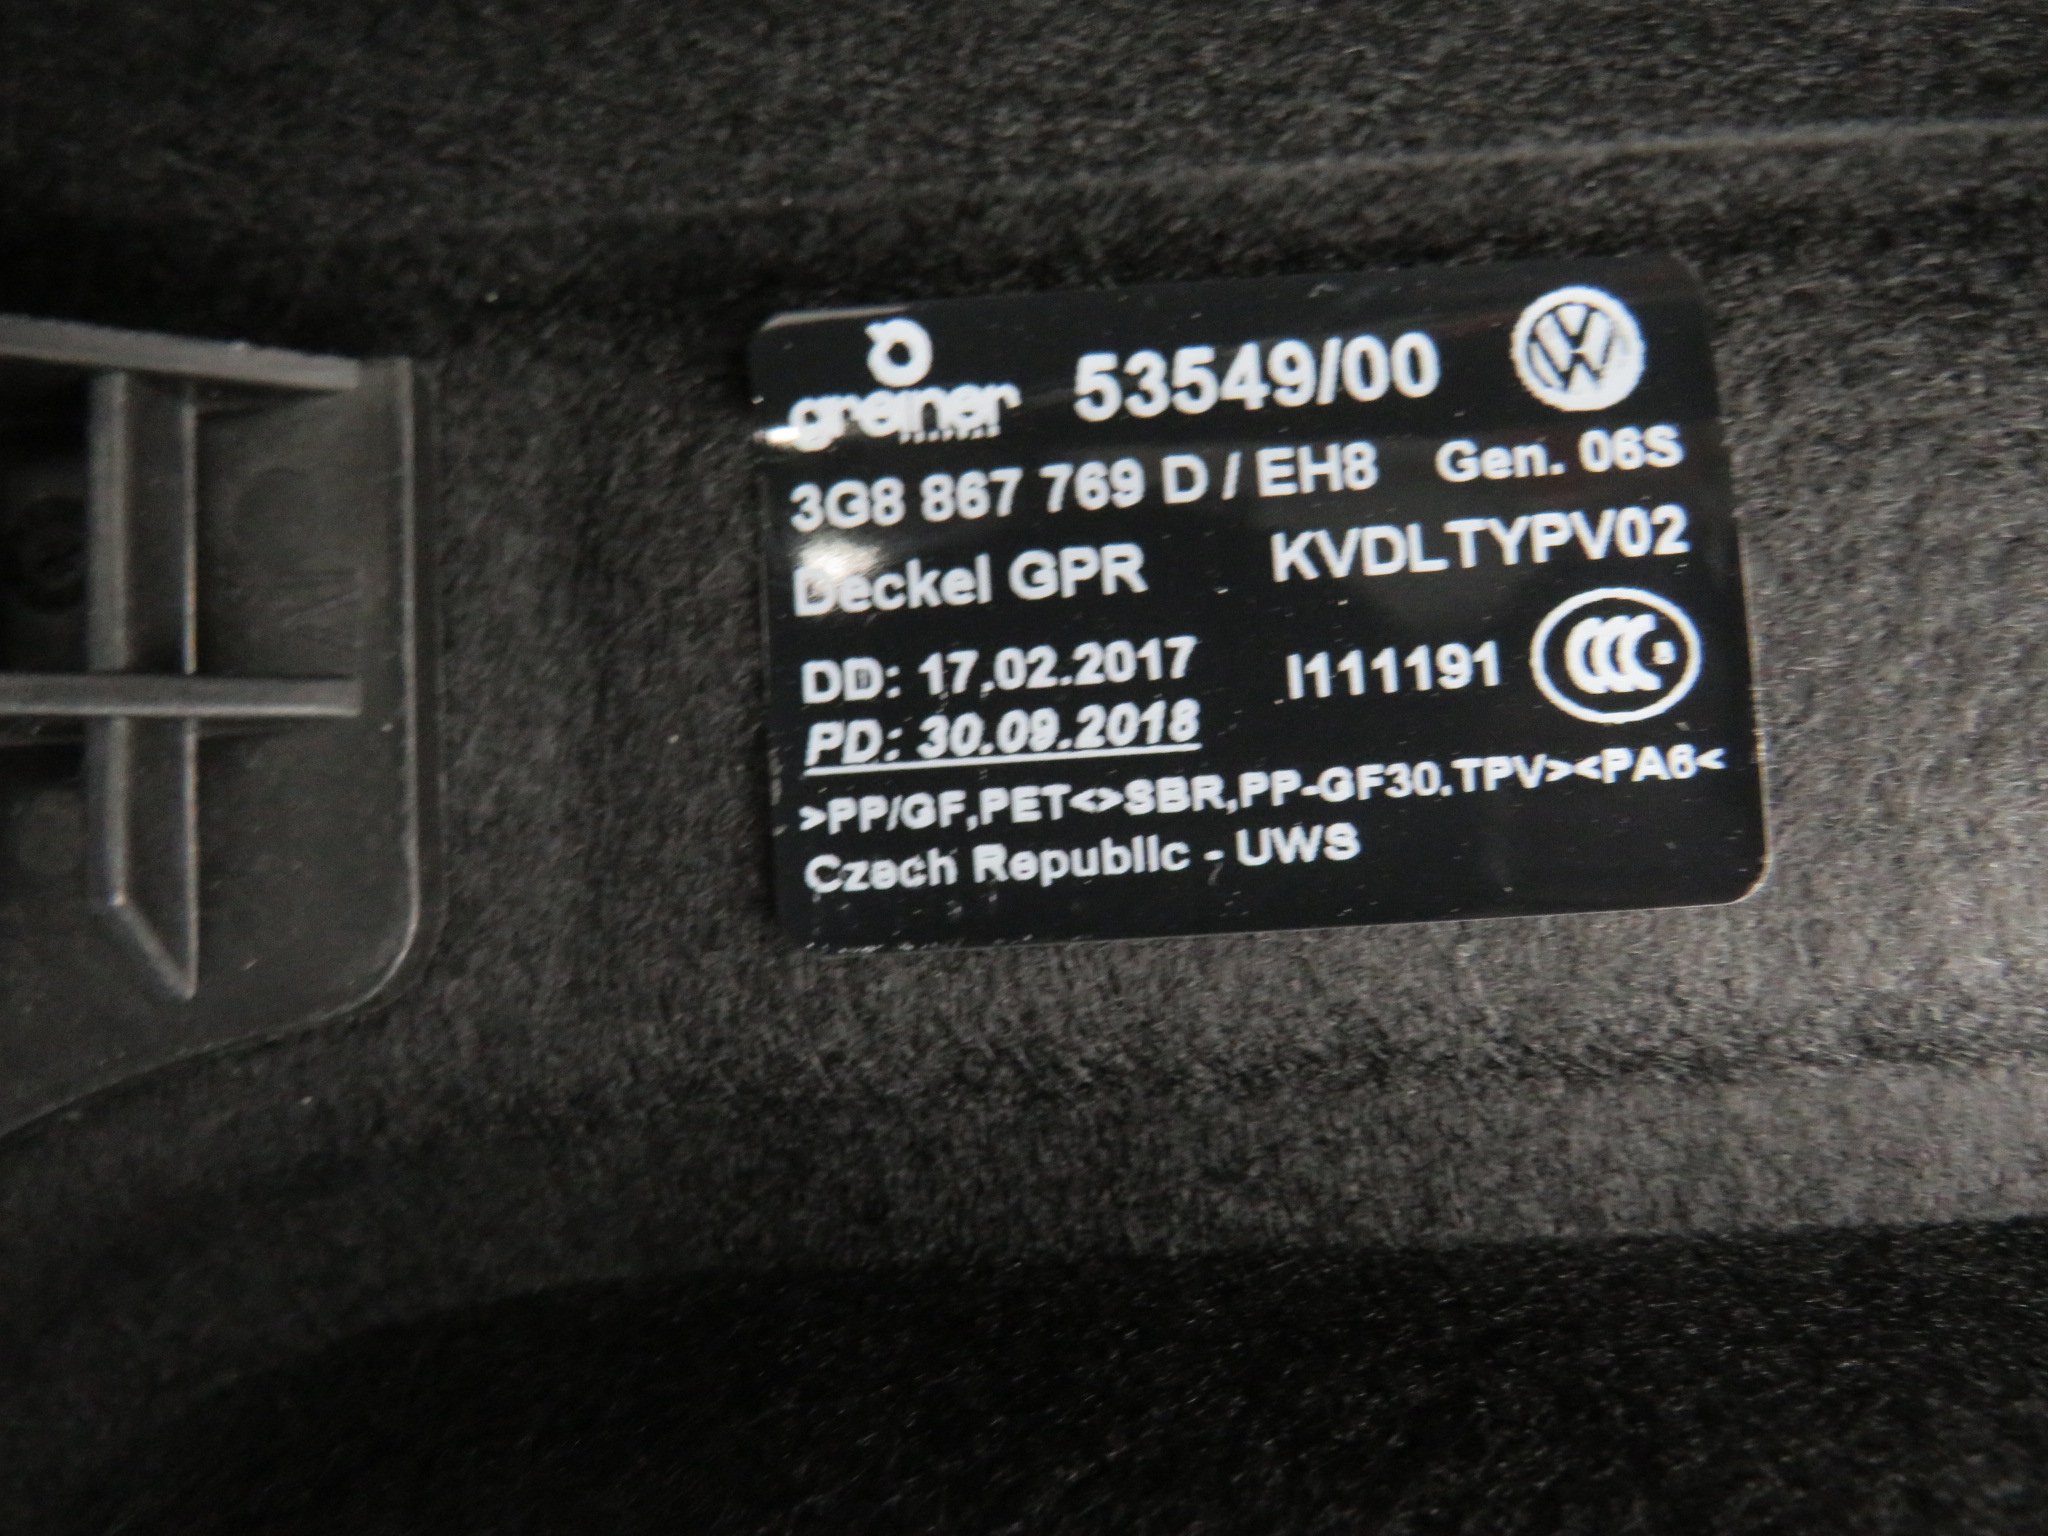 greiner 53549/00
3G8 867 769 D / EH8 Gen. 06S
Deckel GPR KVDLTYPV02
DD: 17.02.2017 I111191 CCC S
PD: 30.09.2018
>PP/GF,PET<>SBR,PP-GF30.TPV><PA6<
Czech Republic - UWS